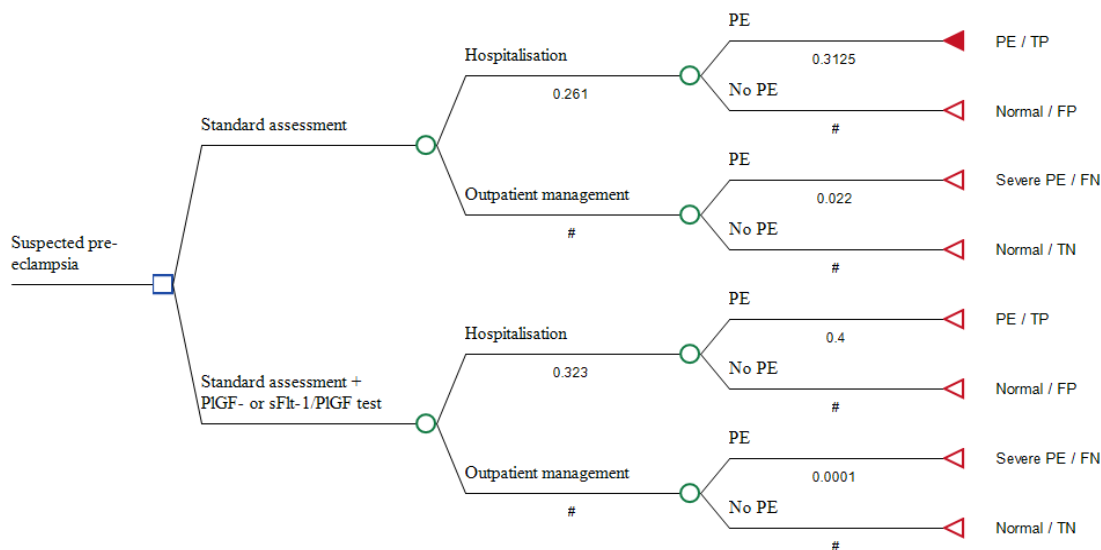 PE
PE / TP
0.3125
Hospitalisation
No PE
0.261
Normal / FP
#
Standard assessment
PE
Severe PE / FN
0.022
Outpatient management
No PE
#
Normal / TN
#
Suspected pre-
eclampsia
PE
PE / TP
0.4
Hospitalisation
No PE
0.323
Normal / FP
#
Standard assessment +
PlGF- or sFlt-1/PlGF test
PE
Severe PE / FN
0.0001
Outpatient management
No PE
#
Normal / TN
#